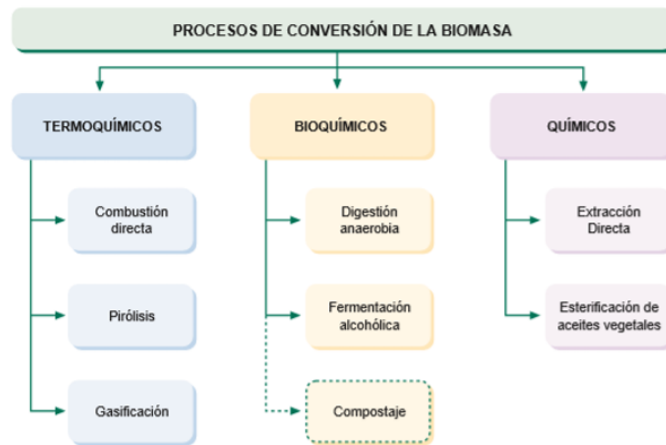 PROCESOS DE CONVERSIÓN DE LA BIOMASA
TERMOQUÍMICOS
Combustión
directa
Pirólisis
Gasificación
BIOQUÍMICOS
Digestión
anaerobia
Fermentación
alcohólica
Compostaje
QUÍMICOS
Extracción
Directa
Esterificación de
aceites vegetales